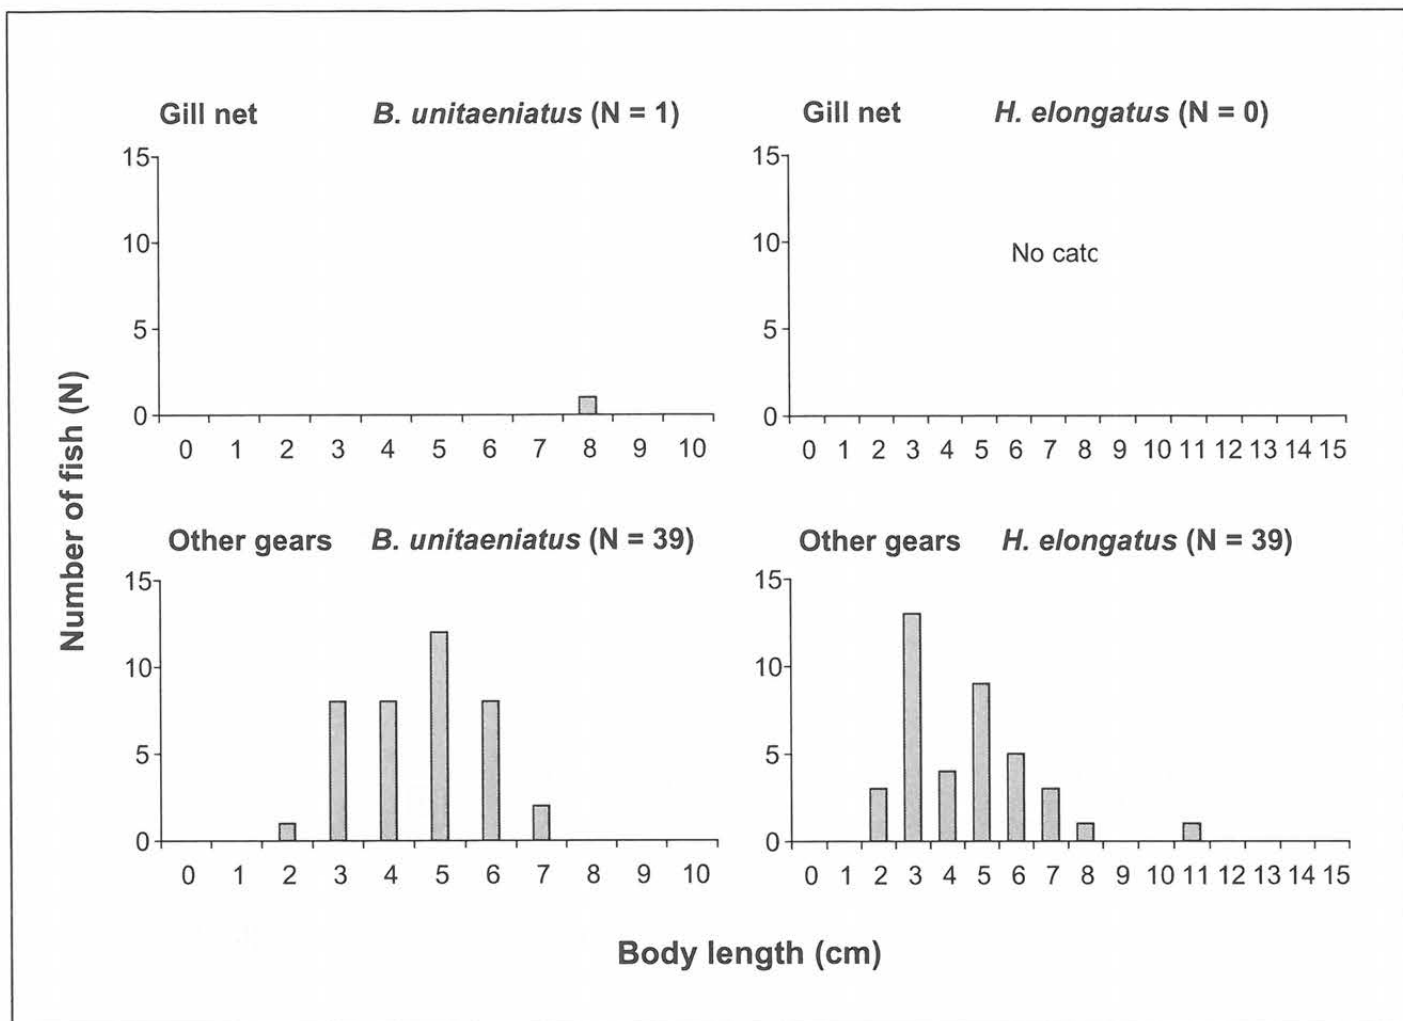 Gill net B. unitaeniatus (N = 1)
15
10
5
0
0 1 2 3 4 5 6 7 8 9 10
Gill net H. elongatus (N = 0)
15
10
No catc
5
0
0 1 2 3 4 5 6 7 8 9 10 11 12 13 14 15
Number of fish (N)
Other gears B. unitaeniatus (N = 39)
15
10
5
0
0 1 2 3 4 5 6 7 8 9 10
Other gears H. elongatus (N = 39)
15
10
5
0
0 1 2 3 4 5 6 7 8 9 10 11 12 13 14 15
Body length (cm)